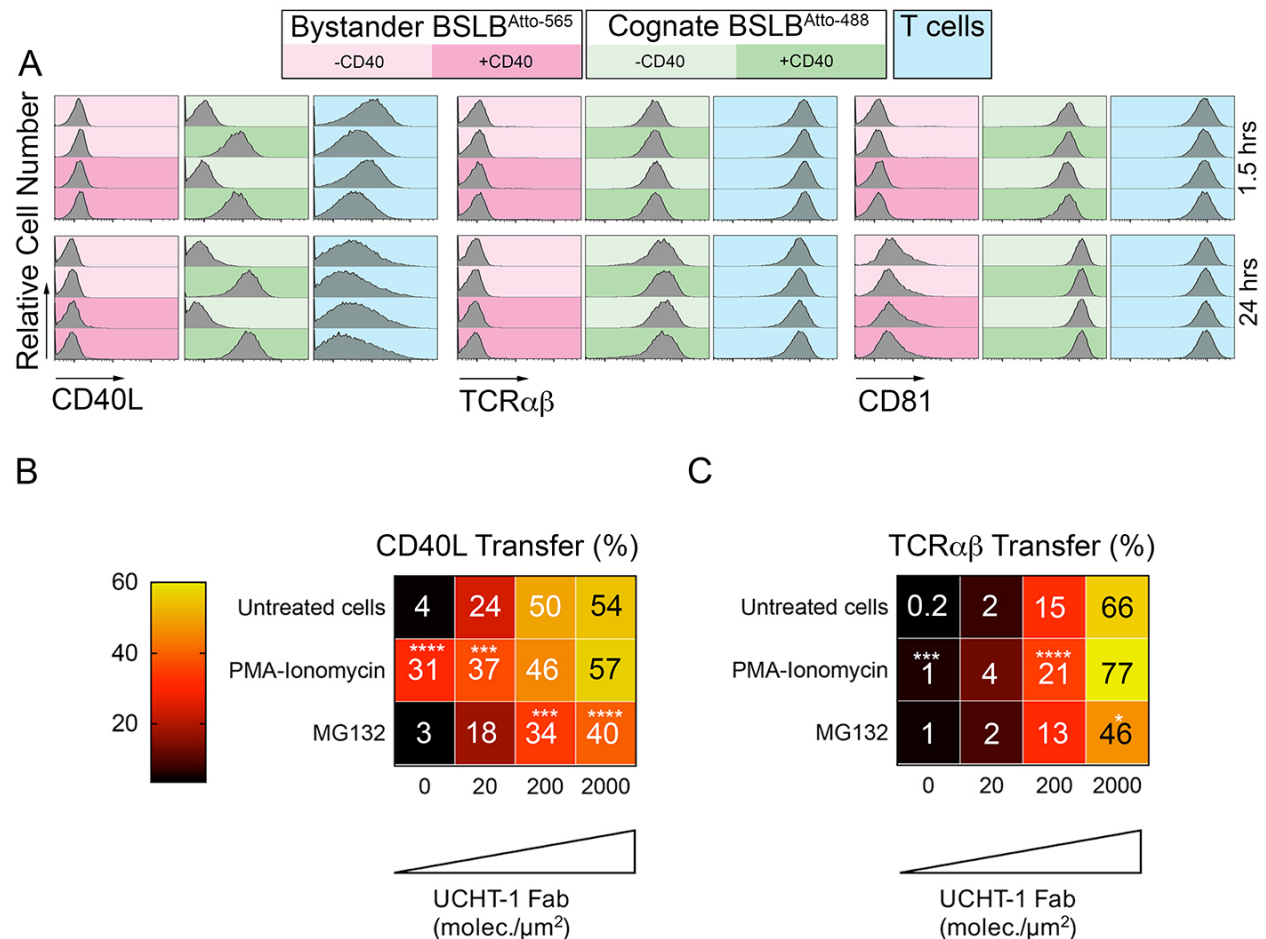 Bystander BSLB^Atto-565 Cognate BSLB^Atto-488 T cells
-CD40 +CD40 -CD40 +CD40
A
Relative Cell Number
1.5 hrs
24 hrs
CD40L TCRαβ CD81
B C
CD40L Transfer (%) TCRαβ Transfer (%)
60
40
20
Untreated cells 4 24 50 54
PMA-Ionomycin **** 31 *** 37 46 57
MG132 3 18 *** 34 **** 40
0 20 200 2000
UCHT-1 Fab
(molec./µm²)
Untreated cells 0.2 2 15 66
PMA-Ionomycin *** 1 4 **** 21 77
MG132 1 2 13 * 46
0 20 200 2000
UCHT-1 Fab
(molec./µm²)